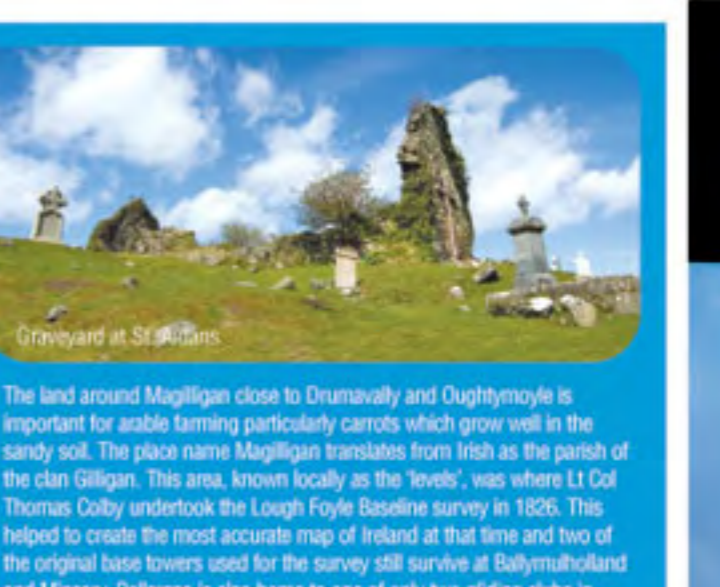 Graveyard at St. Aidans
The land around Magilligan close to Drumavally and Oughtymoyle is
important for arable farming particularly carrots which grow well in the
sandy soil. The place name Magilligan translates from Irish as the parish of
the clan Gilligan. This area, known locally as the 'levels', was where Lt Col
Thomas Colby undertook the Lough Foyle Baseline survey in 1826. This
helped to create the most accurate map of Ireland at that time and two of
the original base towers used for the survey still survive at Ballymulholland